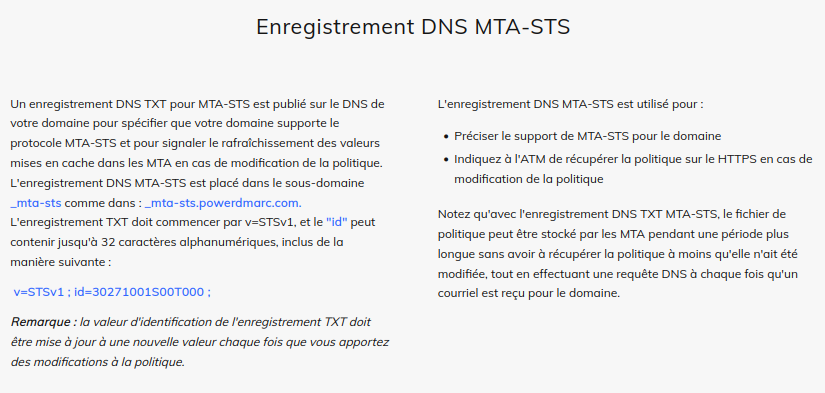 Enregistrement DNS MTA-STS
Un enregistrement DNS TXT pour MTA-STS est publié sur le DNS de
votre domaine pour spécifier que votre domaine supporte le
protocole MTA-STS et pour signaler le rafraîchissement des valeurs
mises en cache dans les MTA en cas de modification de la politique.
L'enregistrement DNS MTA-STS est placé dans le sous-domaine
_mta-sts comme dans : _mta-sts.powerdmarc.com.
L'enregistrement TXT doit commencer par v=STSv1, et le "id" peut
contenir jusqu'à 32 caractères alphanumériques, inclus de la
manière suivante :
v=STSv1 ; id=30271001S00T000 ;
Remarque : la valeur d'identification de l'enregistrement TXT doit
être mise à jour à une nouvelle valeur chaque fois que vous apportez
des modifications à la politique.
L'enregistrement DNS MTA-STS est utilisé pour :
• Préciser le support de MTA-STS pour le domaine
• Indiquez à l'ATM de récupérer la politique sur le HTTPS en cas de
modification de la politique
Notez qu'avec l'enregistrement DNS TXT MTA-STS, le fichier de
politique peut être stocké par les MTA pendant une période plus
longue sans avoir à récupérer la politique à moins qu'elle n'ait été
modifiée, tout en effectuant une requête DNS à chaque fois qu'un
courriel est reçu pour le domaine.